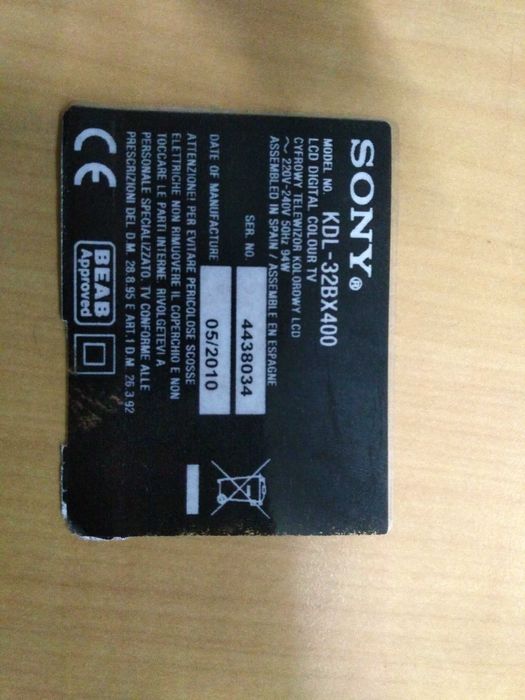 SONY®
MODEL NO. KDL-32BX400
LCD DIGITAL COLOUR TV
CYFROWY TELEWIZOR KOLOROWY LCD
～ 220V-240V 50Hz 94W
ASSEMBLED IN SPAIN / ASSEMBLE EN ESPAGNE
SER. NO. 4438034
DATE OF MANUFACTURE 05/2010
ATTENZIONE! PER EVITARE PERICOLOSE SCOSSE
ELETTRICHE NON RIMUOVERE IL COPERCHIO E NON
TOCCARE LE PARTI INTERNE. RIVOLGETEVI A
PERSONALE SPECIALIZZATO. TV CONFORME ALLE
PRESCRIZIONI DEL D.M. 28.8.95 E ART.1 D.M. 26.3.92
CE
BEAB
Approved